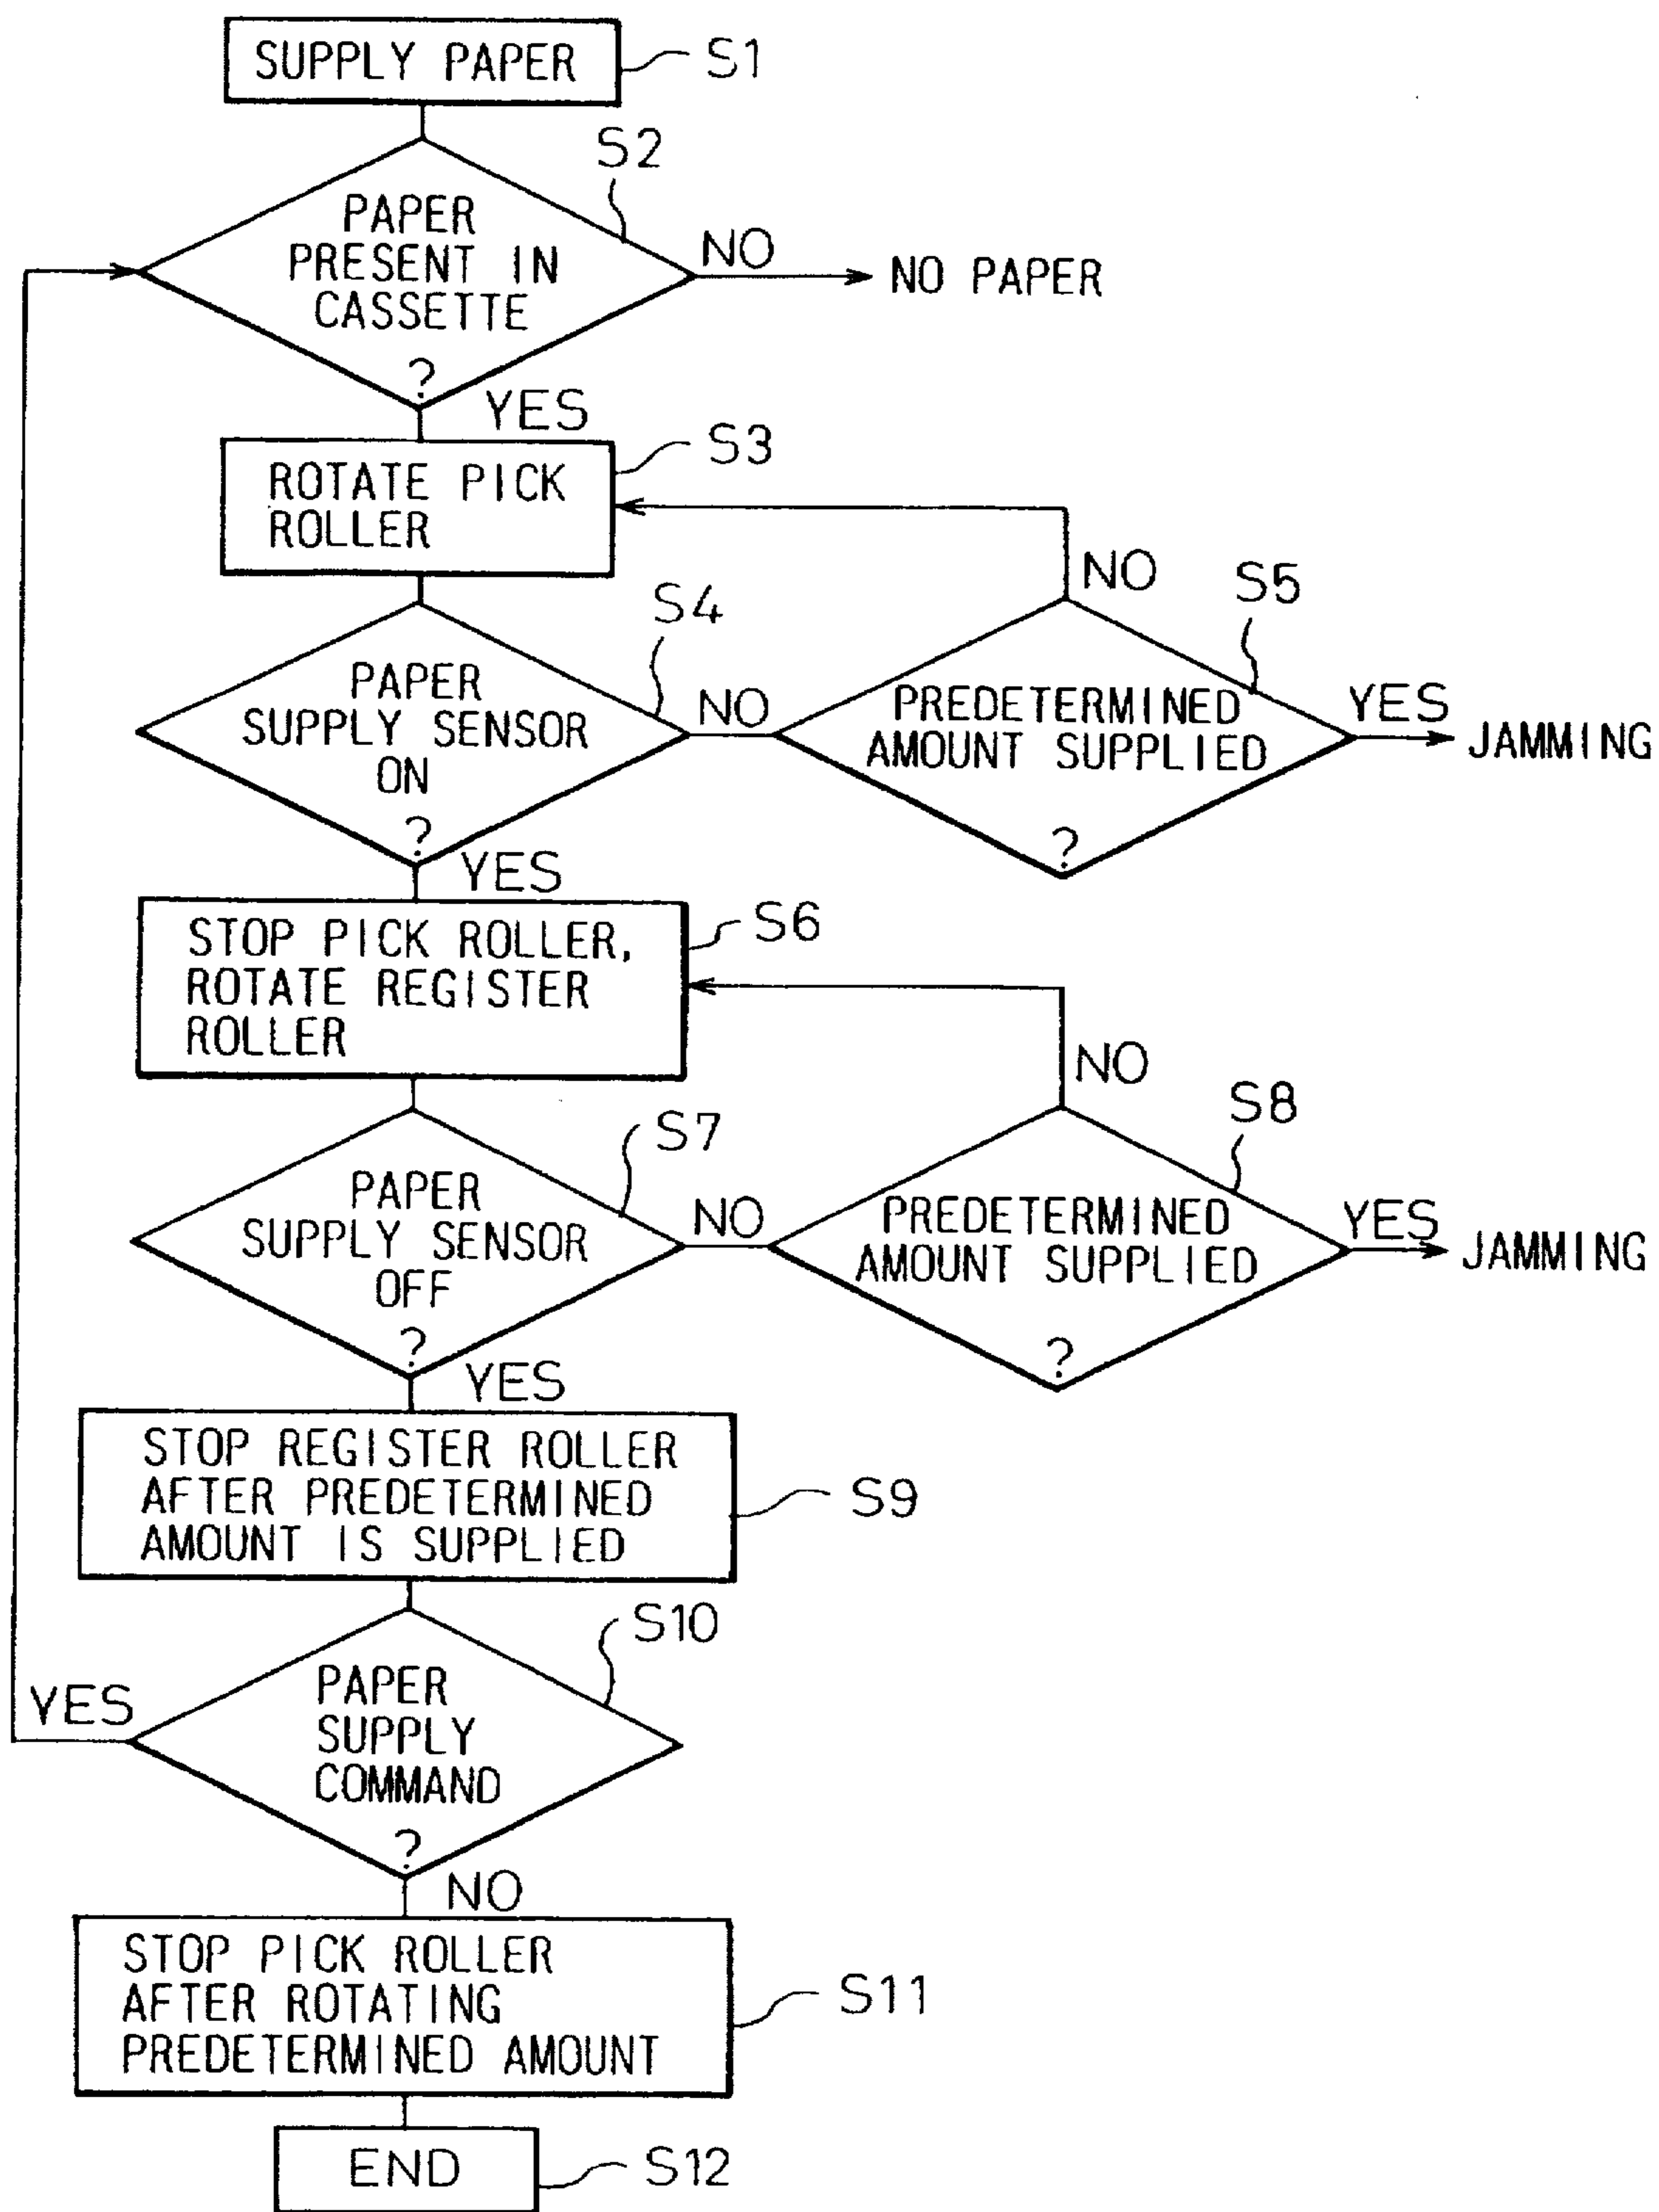 SUPPLY PAPER
S1
S2
PAPER
PRESENT IN
CASSETTE
?
NO
NO PAPER
YES
S3
ROTATE PICK
ROLLER
NO
S5
S4
PAPER
SUPPLY SENSOR
ON
?
NO
PREDETERMINED
AMOUNT SUPPLIED
?
YES
JAMMING
YES
S6
STOP PICK ROLLER,
ROTATE REGISTER
ROLLER
NO
S8
S7
PAPER
SUPPLY SENSOR
OFF
?
NO
PREDETERMINED
AMOUNT SUPPLIED
?
YES
JAMMING
YES
STOP REGISTER ROLLER
AFTER PREDETERMINED
AMOUNT IS SUPPLIED
S9
S10
YES
PAPER
SUPPLY
COMMAND
?
NO
STOP PICK ROLLER
AFTER ROTATING
PREDETERMINED AMOUNT
S11
END
S12